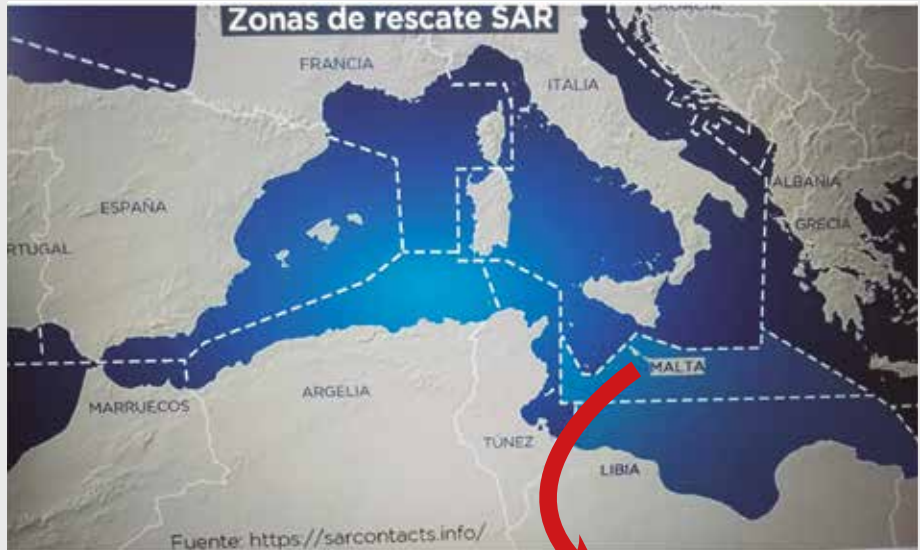 Zonas de rescate SAR
CROACIA
FRANCIA
ITALIA
ESPAÑA
ALBANIA
GRECIA
RTUGAL
MALTA
MARRUECOS
ARGELIA
TÚNEZ
LIBIA
Fuente: https://sarcontacts.info/